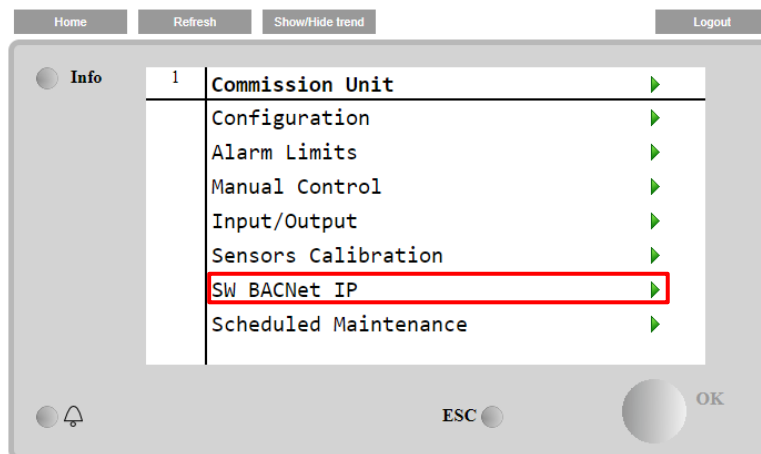 Home Refresh Show/Hide trend Logout
Info
1 Commission Unit
Configuration
Alarm Limits
Manual Control
Input/Output
Sensors Calibration
SW BACNet IP
Scheduled Maintenance
ESC OK